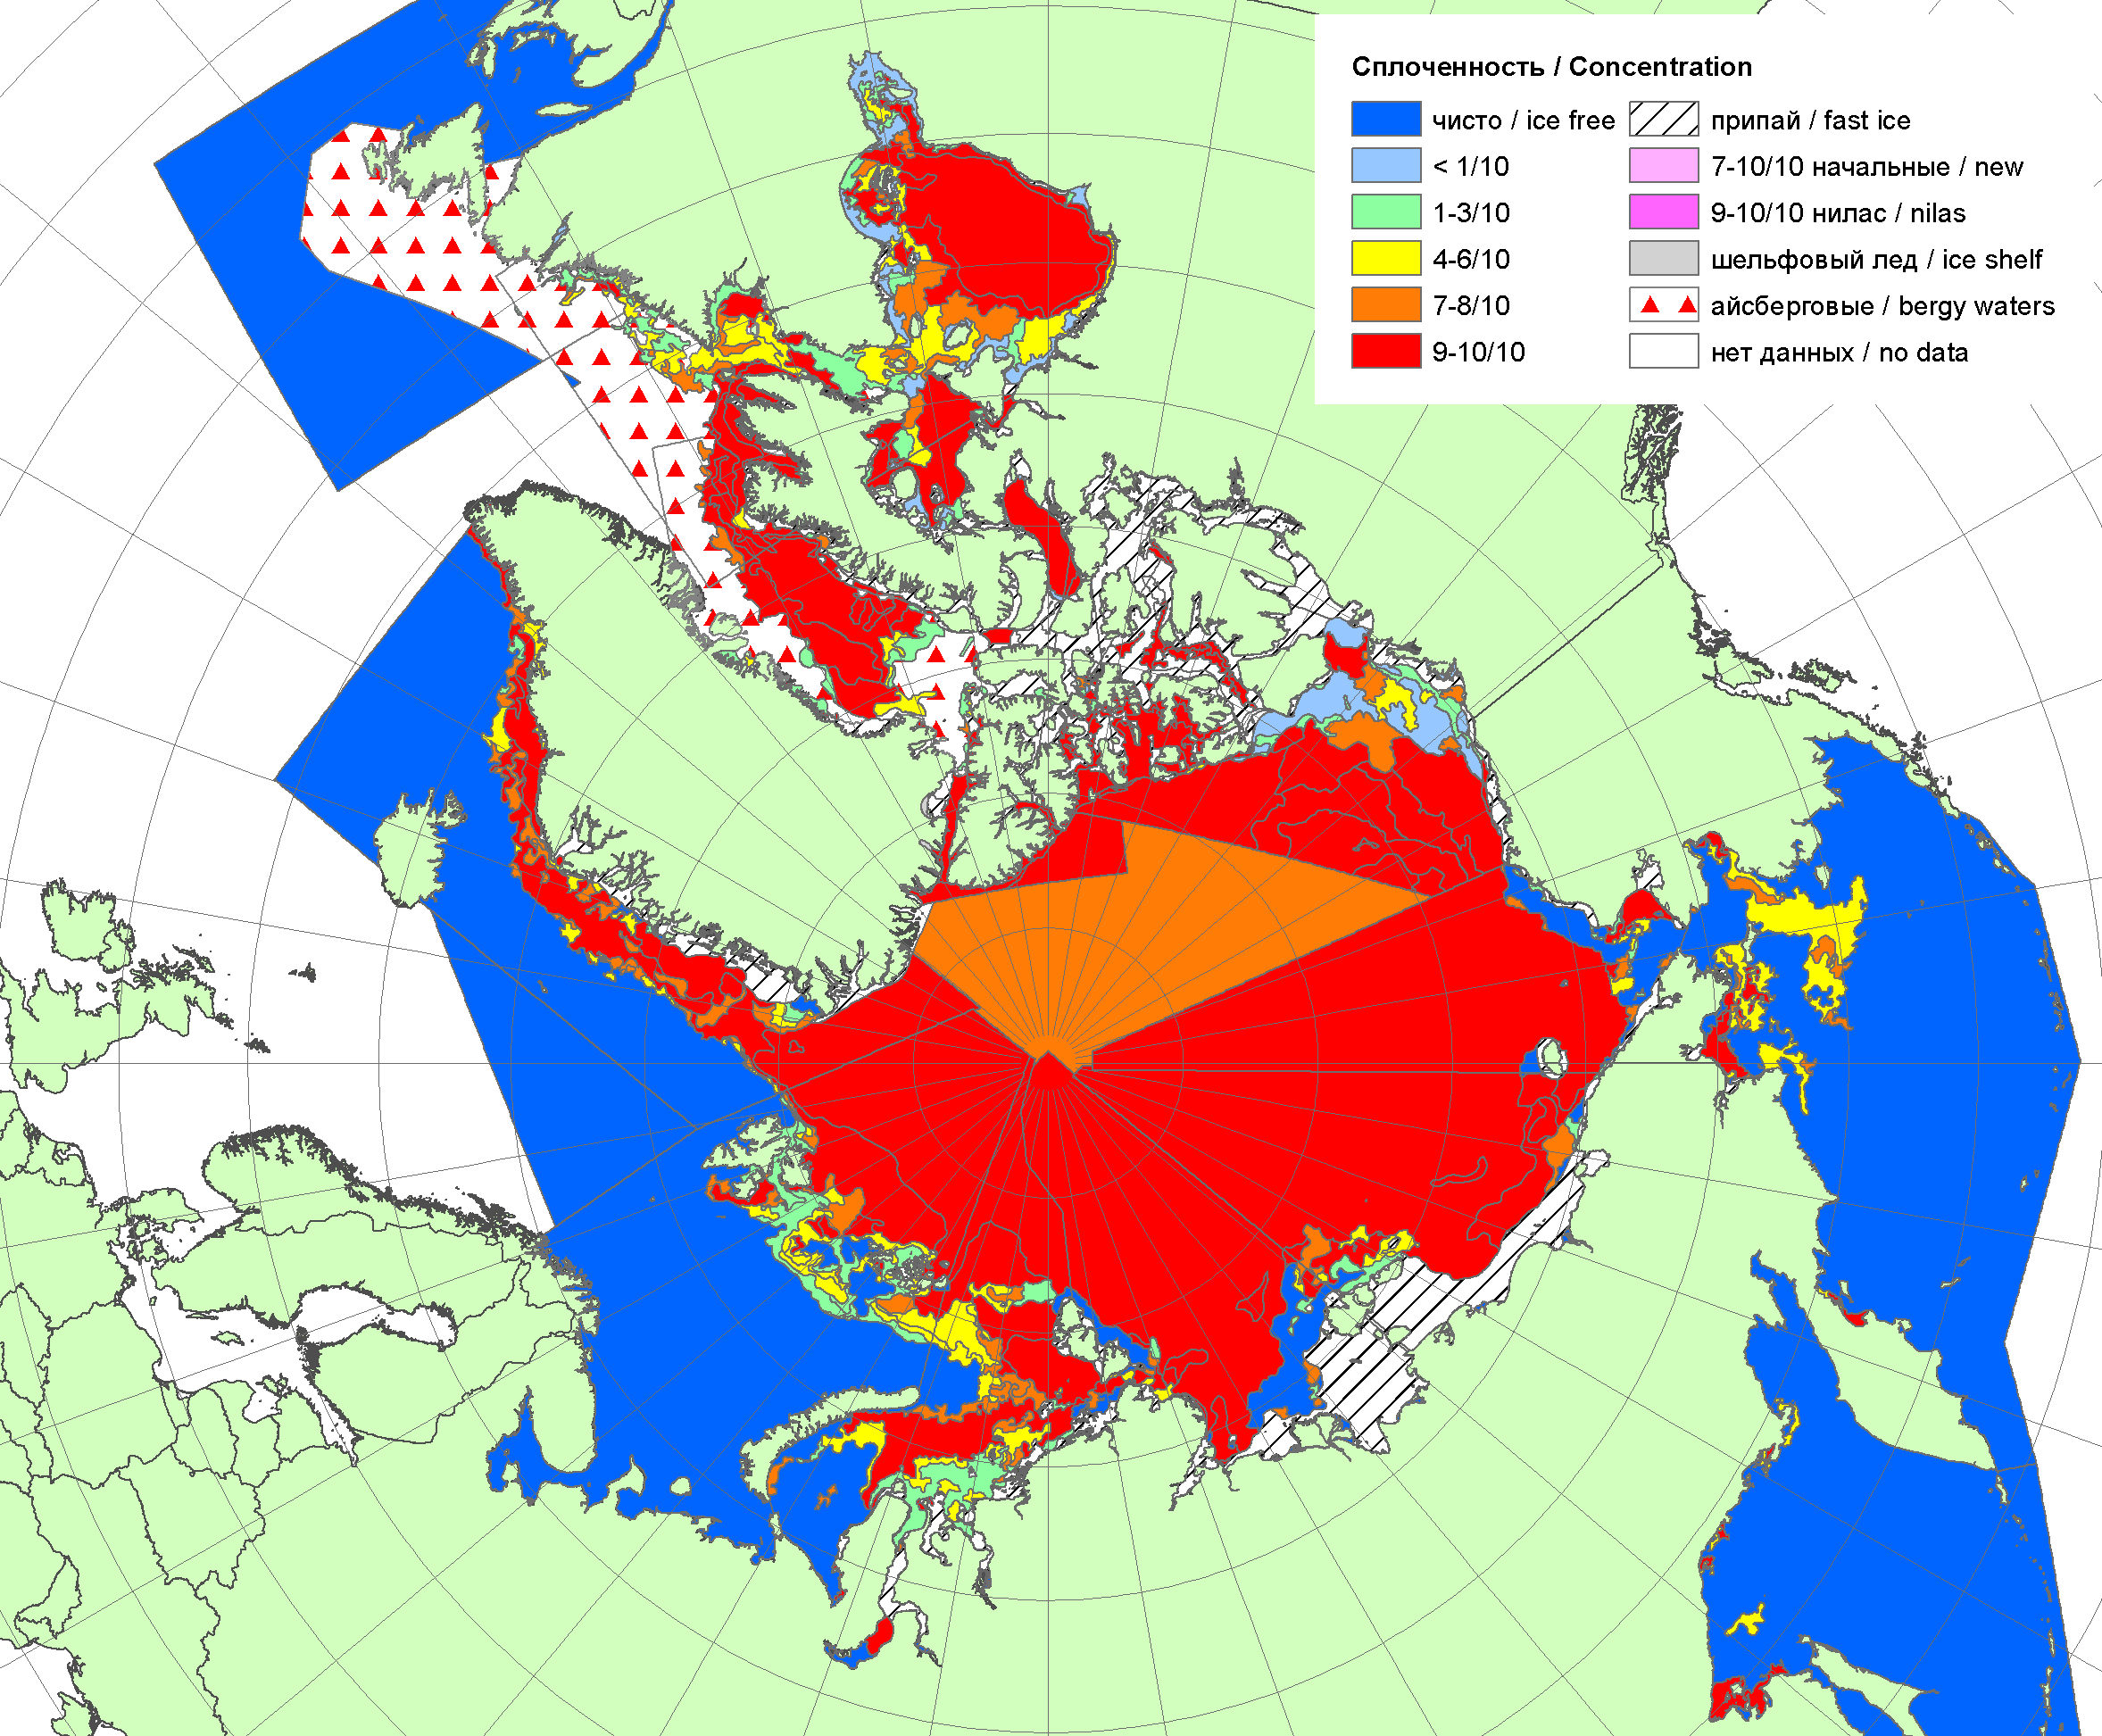 Сплоченность / Concentration
чисто / ice free
< 1/10
1-3/10
4-6/10
7-8/10
9-10/10
припай / fast ice
7-10/10 начальные / new
9-10/10 нилас / nilas
шельфовый лед / ice shelf
айсберговые / bergy waters
нет данных / no data